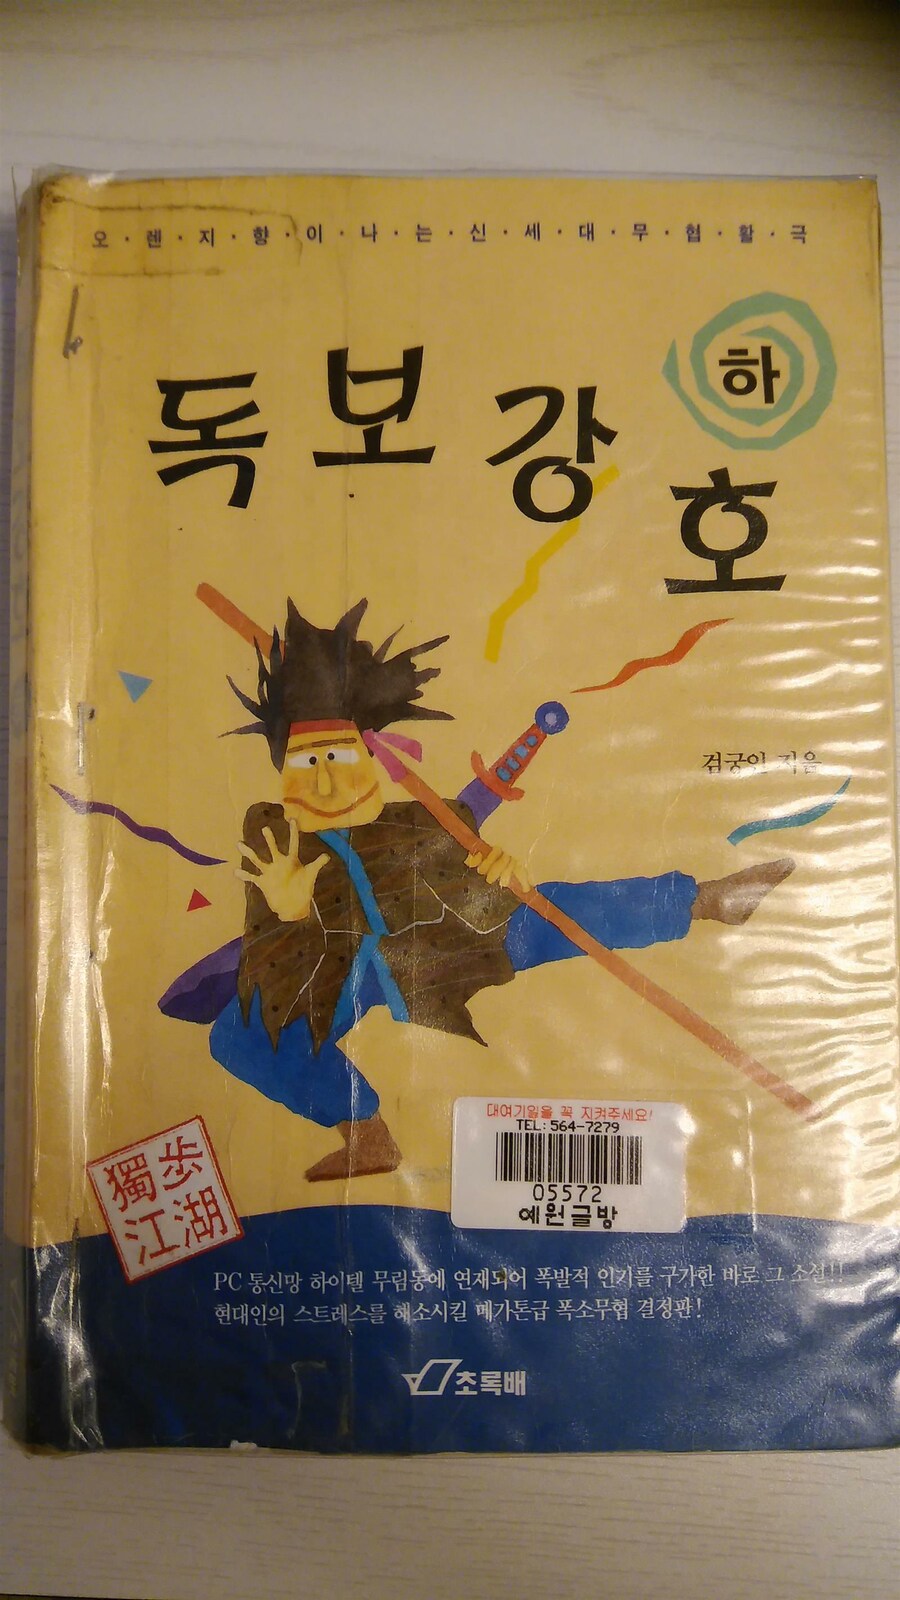 오·렌·지·향·이·나·는·신·세·대·무·협·활·극
하
독보강호
검궁인 지음
대여기일을 꼭 지켜주세요!
TEL:564-7279
05572
예원글방
獨步
江湖
PC 통신망 하이텔 무림동에 연재되어 폭발적 인기를 구가한 바로 그 소설!!
현대인의 스트레스를 해소시킬 메가톤급 폭소무협 결정판!
초록배